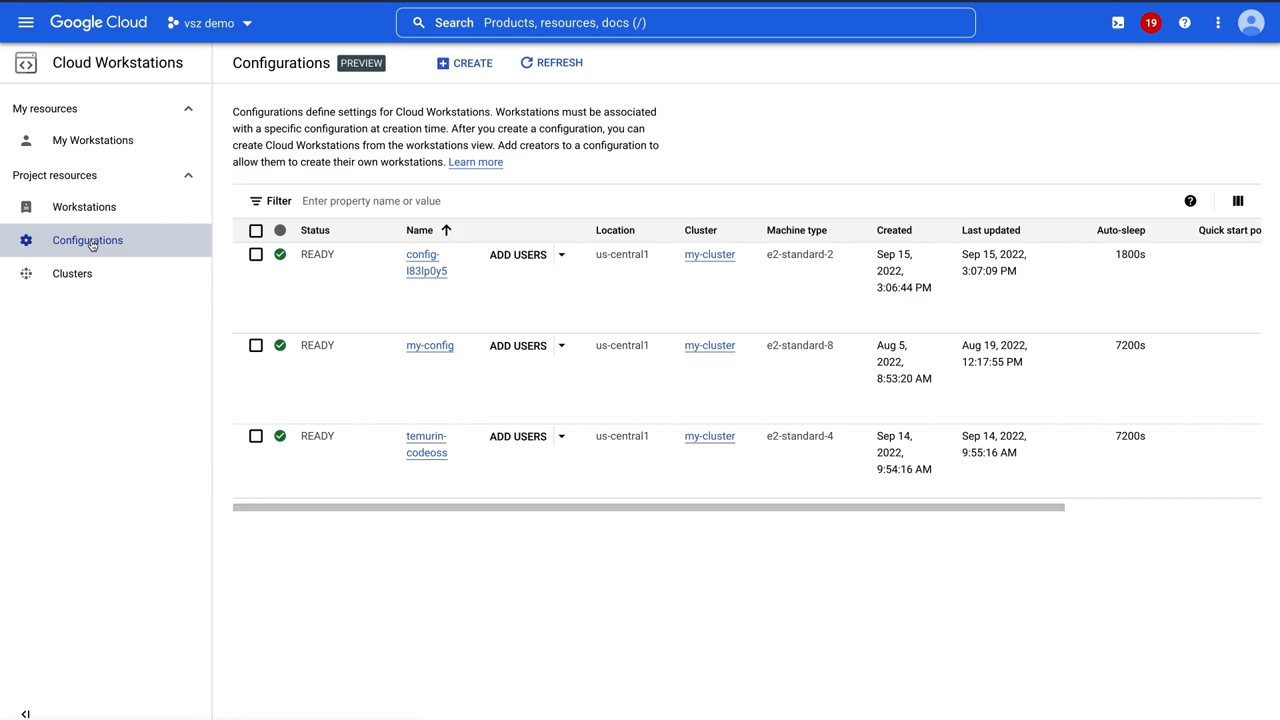 Google Cloud
vsz demo
Search Products, resources, docs (/)
19
Cloud Workstations
Configurations PREVIEW
CREATE
REFRESH
My resources
My Workstations
Project resources
Workstations
Configurations
Clusters
Configurations define settings for Cloud Workstations. Workstations must be associated
with a specific configuration at creation time. After you create a configuration, you can
create Cloud Workstations from the workstations view. Add creators to a configuration to
allow them to create their own workstations. Learn more
Filter Enter property name or value
Status Name Location Cluster Machine type Created Last updated Auto-sleep Quick start po
READY config- ADD USERS us-central1 my-cluster e2-standard-2 Sep 15, Sep 15, 2022, 1800s
l83lp0y5 2022, 3:07:09 PM
3:06:44 PM
READY my-config ADD USERS us-central1 my-cluster e2-standard-8 Aug 5, Aug 19, 2022, 7200s
2022, 12:17:55 PM
8:53:20 AM
READY temurin- ADD USERS us-central1 my-cluster e2-standard-4 Sep 14, Sep 14, 2022, 7200s
codeoss 2022, 9:55:16 AM
9:54:16 AM